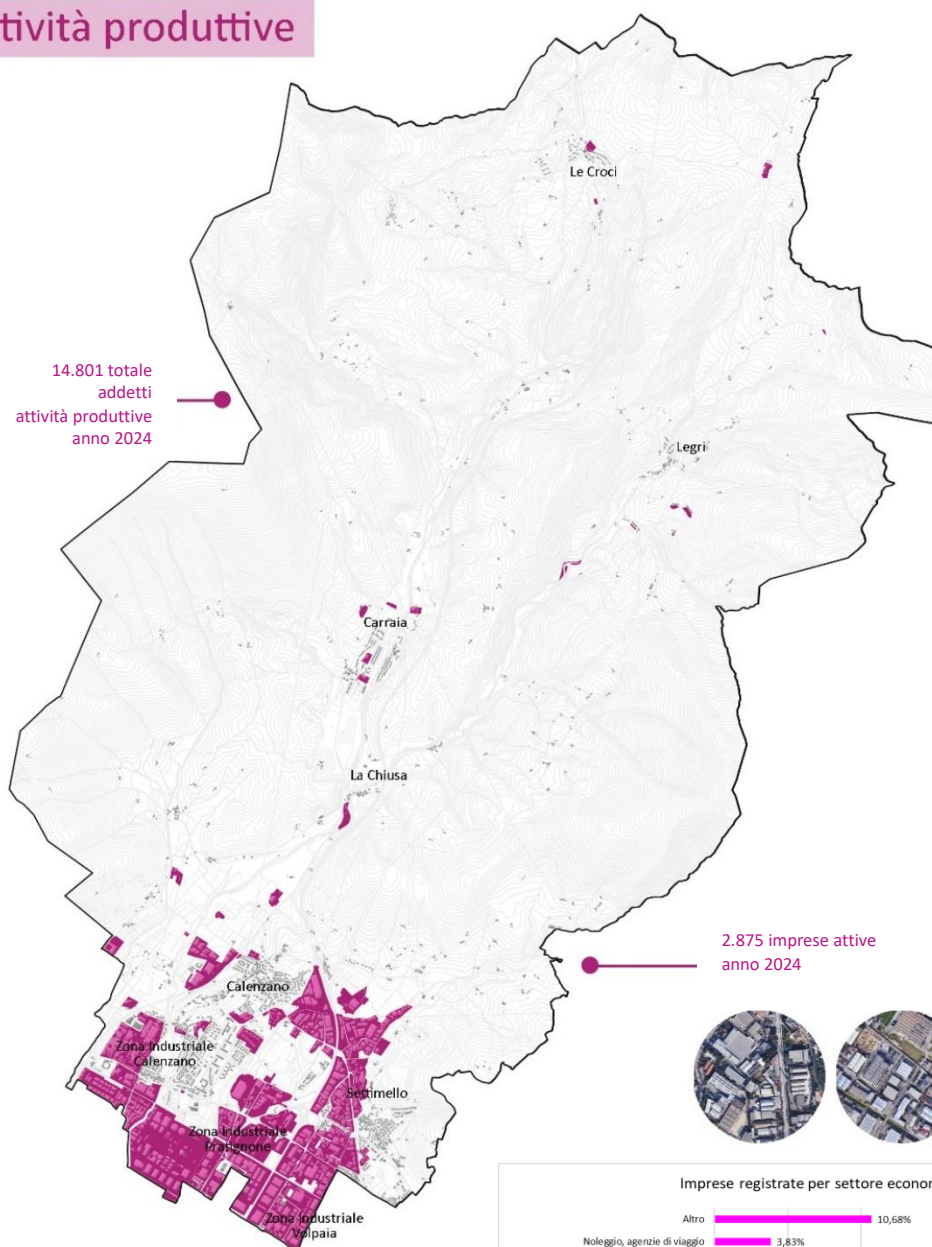 tività produttive
Le Croci
14.801 totale
addetti
attività produttive
anno 2024
Legri
Carraia
La Chiusa
2.875 imprese attive
anno 2024
Calenzano
Zona Industriale
Calenzano
Settimello
Zona Industriale
Pratignone
Zona Industriale
Volpaia
Imprese registrate per settore econor
Altro 10,68%
Noleggio, agenzie di viaggio 3,83%